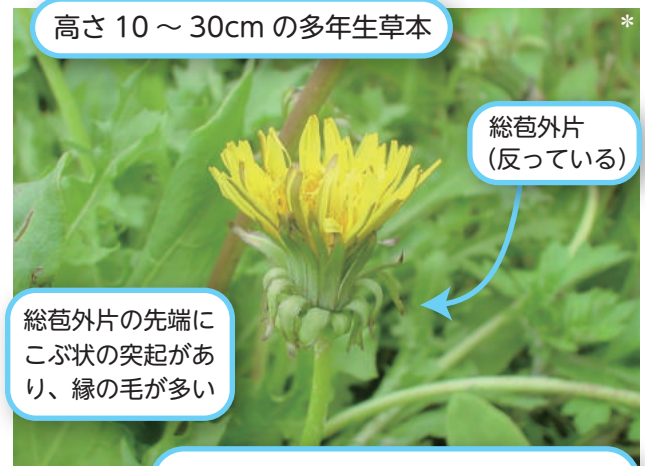 高さ 10 ～ 30cm の多年生草本
*
総苞外片
（反っている）
総苞外片の先端に
こぶ状の突起があ
り、縁の毛が多い